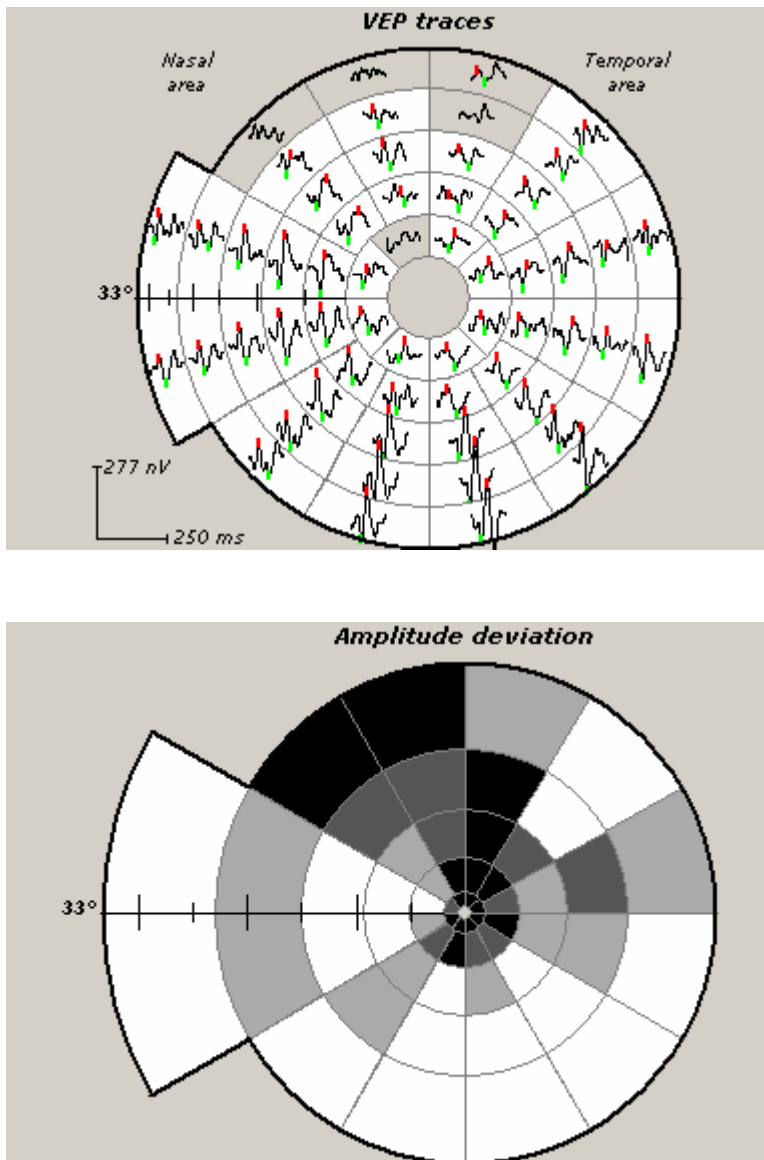 VEP traces
Nasal
area
Temporal
area
33°
277 nV
250 ms
Amplitude deviation
33°